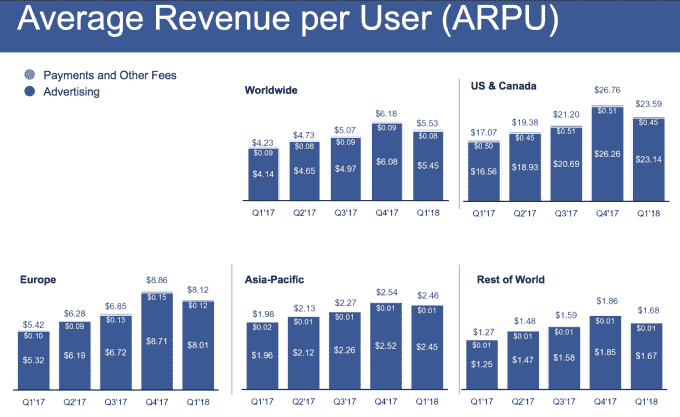 Average Revenue per User (ARPU)
Payments and Other Fees
Advertising
Worldwide
$4.23 $4.73 $5.07 $6.18 $5.53
$0.09 $0.08 $0.09 $0.09 $0.08
$4.14 $4.65 $4.97 $6.08 $5.45
Q1'17 Q2'17 Q3'17 Q4'17 Q1'18
US & Canada
$17.07 $19.38 $21.20 $26.76 $23.59
$0.50 $0.45 $0.51 $0.51 $0.45
$16.56 $18.93 $20.69 $26.26 $23.14
Q1'17 Q2'17 Q3'17 Q4'17 Q1'18
Europe
$5.42 $6.28 $6.85 $8.86 $8.12
$0.10 $0.09 $0.13 $0.15 $0.12
$5.32 $6.19 $6.72 $8.71 $8.01
Q1'17 Q2'17 Q3'17 Q4'17 Q1'18
Asia-Pacific
$1.98 $2.13 $2.27 $2.54 $2.46
$0.02 $0.01 $0.01 $0.01 $0.01
$1.96 $2.12 $2.26 $2.52 $2.45
Q1'17 Q2'17 Q3'17 Q4'17 Q1'18
Rest of World
$1.27 $1.48 $1.59 $1.86 $1.68
$0.01 $0.01 $0.01 $0.01 $0.01
$1.25 $1.47 $1.58 $1.85 $1.67
Q1'17 Q2'17 Q3'17 Q4'17 Q1'18